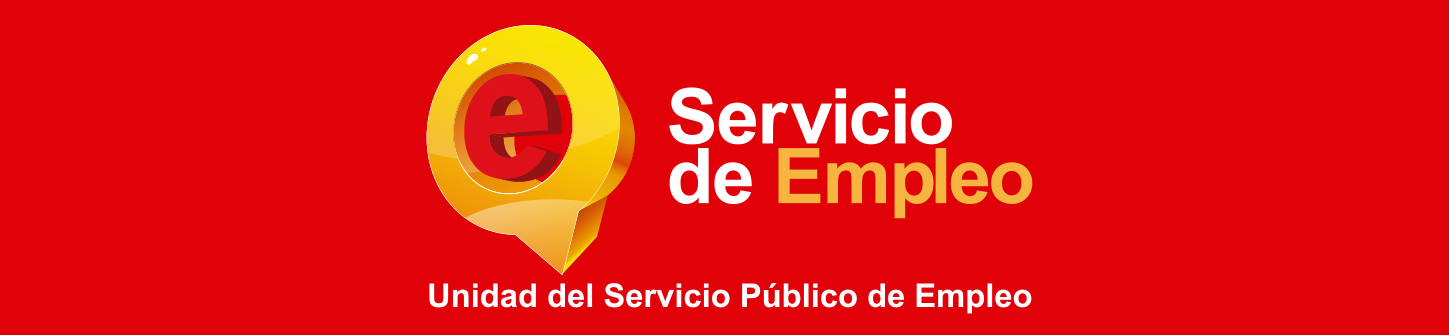 e
Servicio
de Empleo
Unidad del Servicio Público de Empleo